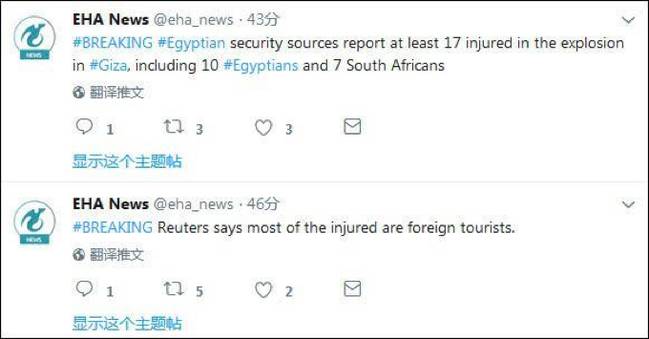 EHA News @eha_news · 43分
#BREAKING #Egyptian security sources report at least 17 injured in the explosion
in #Giza, including 10 #Egyptians and 7 South Africans
翻译推文
1 3 3
显示这个主题帖
NEWS
EHA News @eha_news · 46分
#BREAKING Reuters says most of the injured are foreign tourists.
翻译推文
1 5 2
显示这个主题帖
NEWS